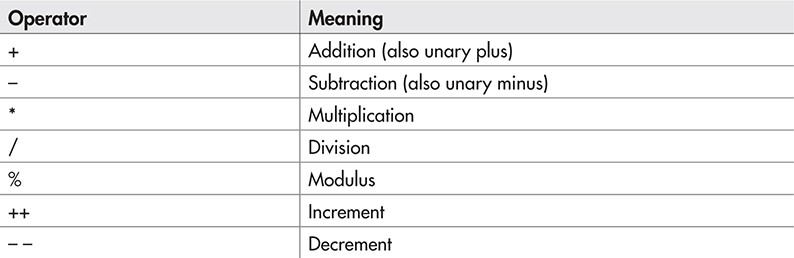 Operator Meaning
+ Addition (also unary plus)
– Subtraction (also unary minus)
* Multiplication
/ Division
% Modulus
++ Increment
– – Decrement